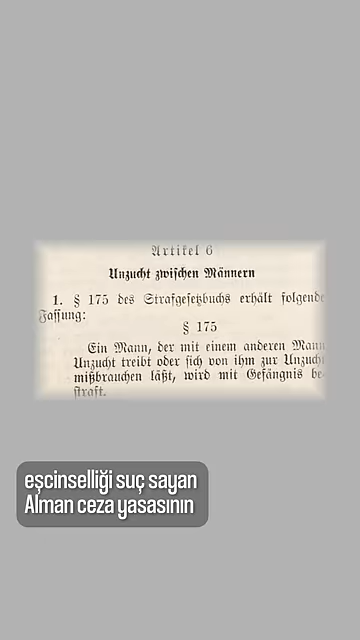 Artikel 6
Unzucht zwischen Männern
1. § 175 des Strafgesetzbuchs erhält folgende
Fassung:
§ 175
Ein Mann, der mit einem anderen Mann
Unzucht treibt oder sich von ihm zur Unzucht
mißbrauchen läßt, wird mit Gefängnis be-
straft.
eşcinselliği suç sayan
Alman ceza yasasının